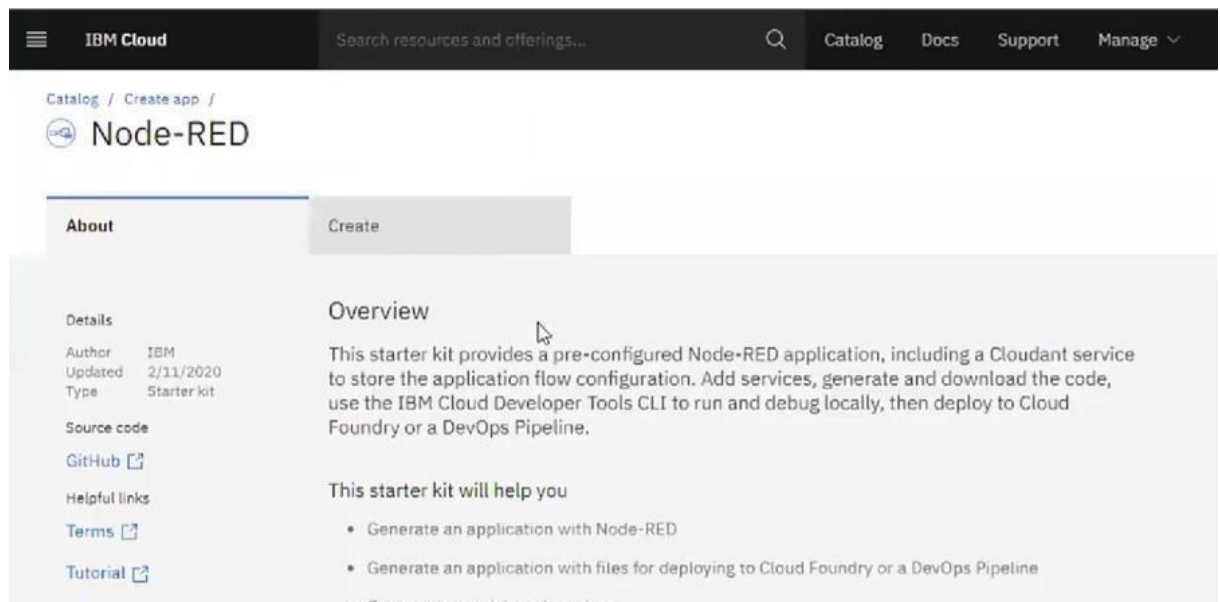 IBM Cloud
Search resources and offerings...
Catalog
Docs
Support
Manage
Catalog / Create app /
Node-RED
About
Create
Details
Author IBM
Updated 2/11/2020
Type Starter kit
Source code
GitHub
Helpful links
Terms
Tutorial
Overview
This starter kit provides a pre-configured Node-RED application, including a Cloudant service
to store the application flow configuration. Add services, generate and download the code,
use the IBM Cloud Developer Tools CLI to run and debug locally, then deploy to Cloud
Foundry or a DevOps Pipeline.
This starter kit will help you
• Generate an application with Node-RED
• Generate an application with files for deploying to Cloud Foundry or a DevOps Pipeline